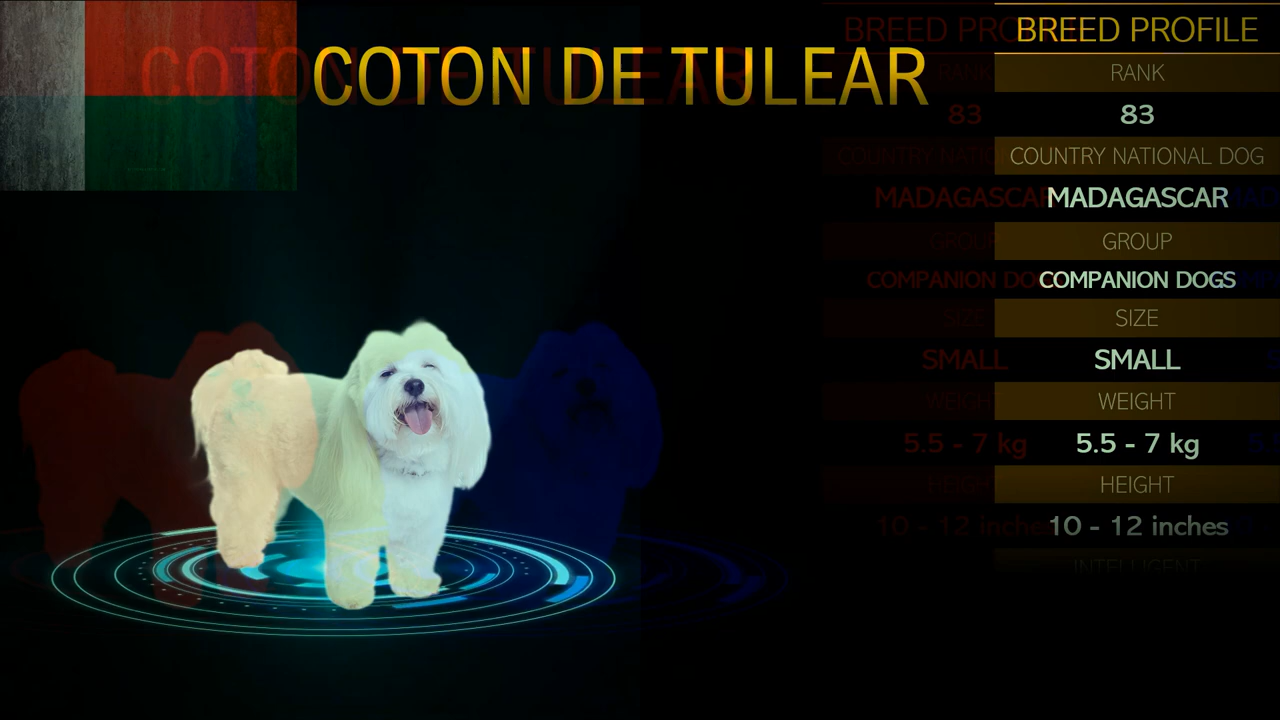 COTON DE TULEAR
BREED PROFILE
RANK
83
COUNTRY NATIONAL DOG
MADAGASCAR
GROUP
COMPANION DOGS
SIZE
SMALL
WEIGHT
5.5 - 7 kg
HEIGHT
10 - 12 inches
INTELLIGENT